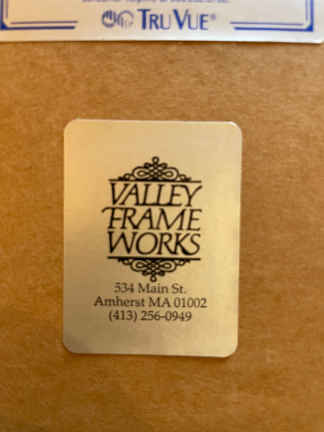 TRU VUE®
VALLEY
FRAME
WORKS
534 Main St.
Amherst MA 01002
(413) 256-0949